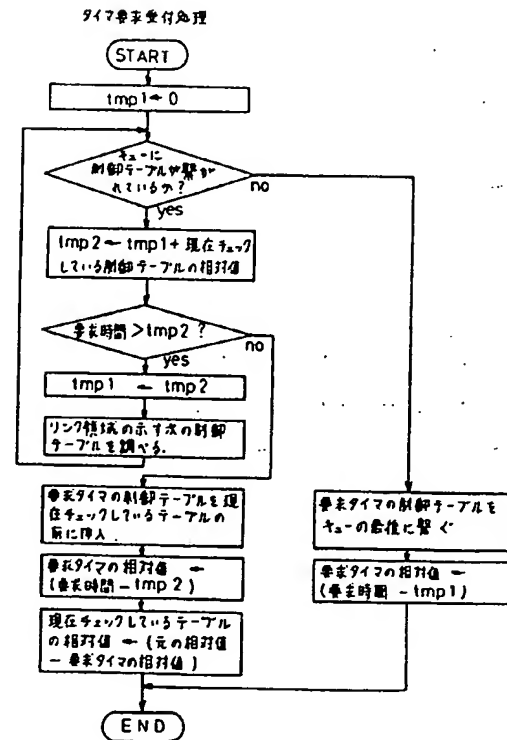 タイマ要求受付処理
START
tmp1←0
キューに
制御テーブルが繋が
れているか?
no
yes
tmp2←tmp1+現在チェック
している制御テーブルの相対値
要求時間>tmp2?
no
yes
tmp1 ← tmp2
リンク領域の示す次の制御
テーブルを調べる.
要求タイマの制御テーブルを現
在チェックしているテーブルの
前に挿入.
要求タイマの相対値 ←
(要求時間-tmp2)
現在チェックしているテーブル
の相対値 ← (元の相対値
- 要求タイマの相対値)
要求タイマの制御テーブルを
キューの最後に繋ぐ
要求タイマの相対値 ←
(要求時間 - tmp1)
END